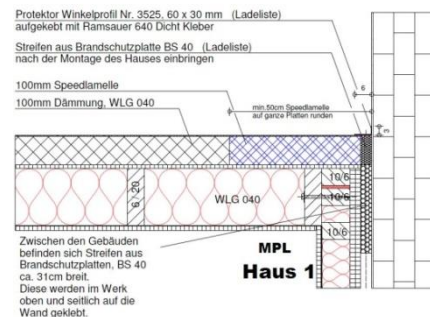 Protektor Winkelprofil Nr. 3525, 60 x 30 mm (Ladeliste)
aufgekebt mit Ramsauer 640 Dicht Kleber
Streifen aus Brandschutzplatte BS 40 (Ladeliste)
nach der Montage des Hauses einbringen
100mm Speedlamelle
100mm Dämmung, WLG 040
min.50cm Speedlamelle
auf ganze Platten runden
6
3
6 / 20
WLG 040
10/6
10/6
10/6
Zwischen den Gebäuden
befinden sich Streifen aus
Brandschutzplatten, BS 40
ca. 31cm breit.
Diese werden im Werk
oben und seitlich auf die
Wand geklebt.
MPL
Haus 1